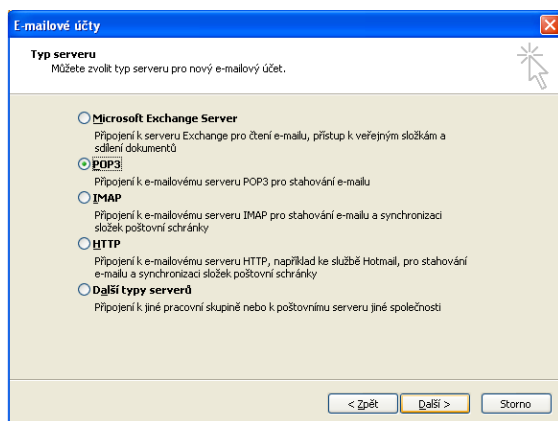 E-mailové účty
Typ serveru
Můžete zvolit typ serveru pro nový e-mailový účet.
Microsoft Exchange Server
Připojení k serveru Exchange pro čtení e-mailu, přístup k veřejným složkám a
sdílení dokumentů
POP3
Připojení k e-mailovému serveru POP3 pro stahování e-mailu
IMAP
Připojení k e-mailovému serveru IMAP pro stahování e-mailu a synchronizaci
složek poštovní schránky
HTTP
Připojení k e-mailovému serveru HTTP, například ke službě Hotmail, pro stahování
e-mailu a synchronizaci složek poštovní schránky
Další typy serverů
Připojení k jiné pracovní skupině nebo k poštovnímu serveru jiné společnosti
< Zpět Další > Storno